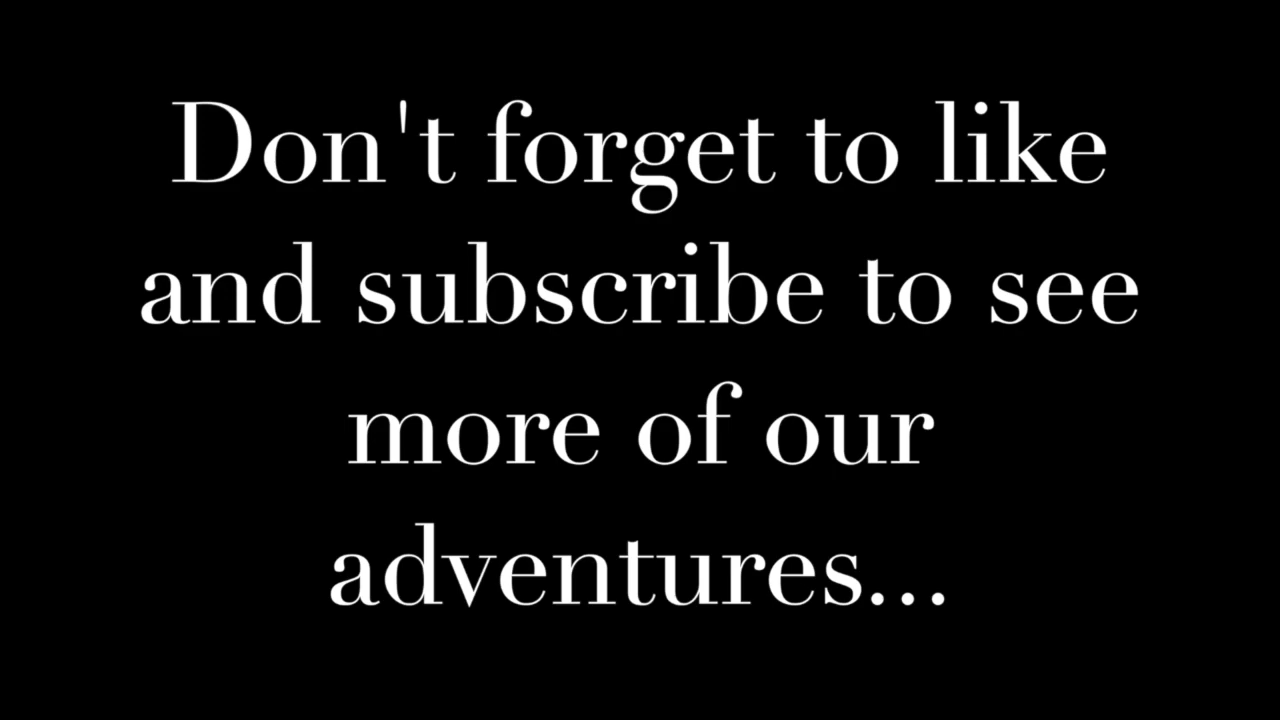 Don't forget to like
and subscribe to see
more of our
adventures...